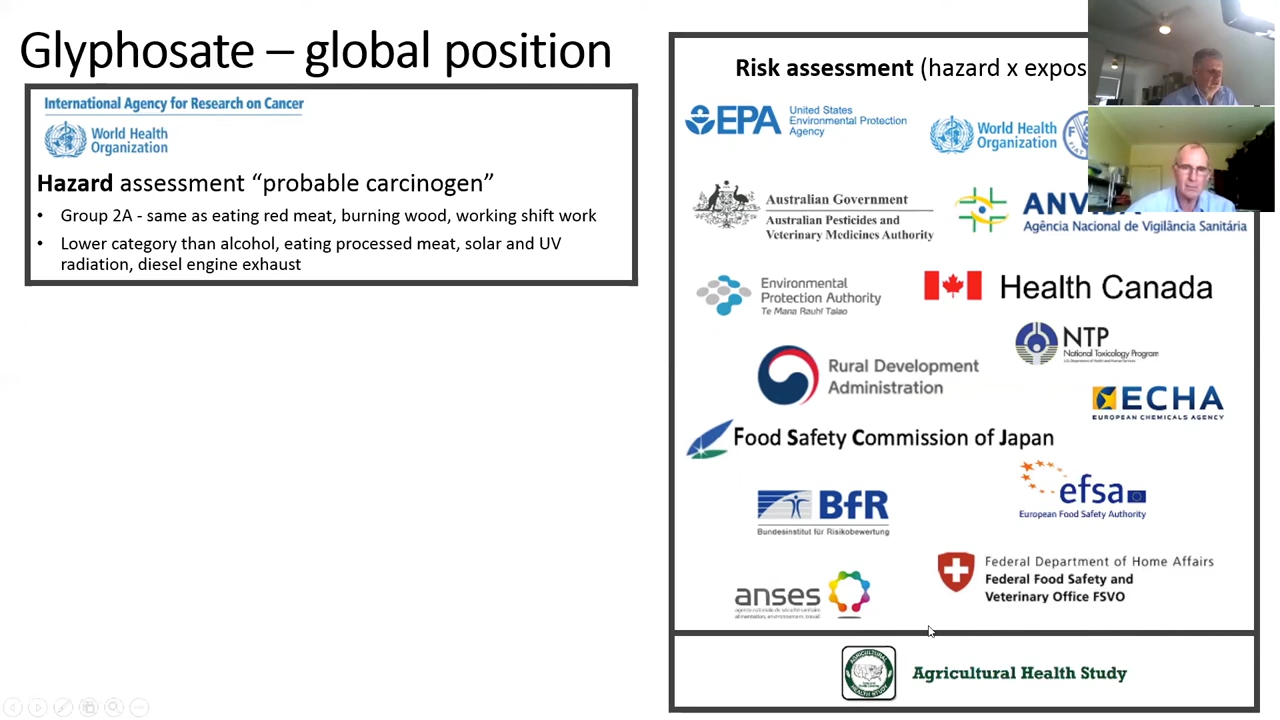 Glyphosate – global position
International Agency for Research on Cancer
World Health
Organization
Hazard assessment “probable carcinogen”
• Group 2A - same as eating red meat, burning wood, working shift work
• Lower category than alcohol, eating processed meat, solar and UV
radiation, diesel engine exhaust
Risk assessment (hazard x expos
EPA
United States
Environmental Protection
Agency
World Health
Organization
Australian Government
Australian Pesticides and
Veterinary Medicines Authority
Agência Nacional de Vigilância Sanitária
Environmental
Protection Authority
Te Mana Rauhī Taiao
Health Canada
NTP
National Toxicology Program
Rural Development
Administration
ECHA
EUROPEAN CHEMICALS AGENCY
Food Safety Commission of Japan
efsa
European Food Safety Authority
BfR
Bundesinstitut für Risikobewertung
Federal Department of Home Affairs
Federal Food Safety and
Veterinary Office FSVO
anses
Agricultural Health Study